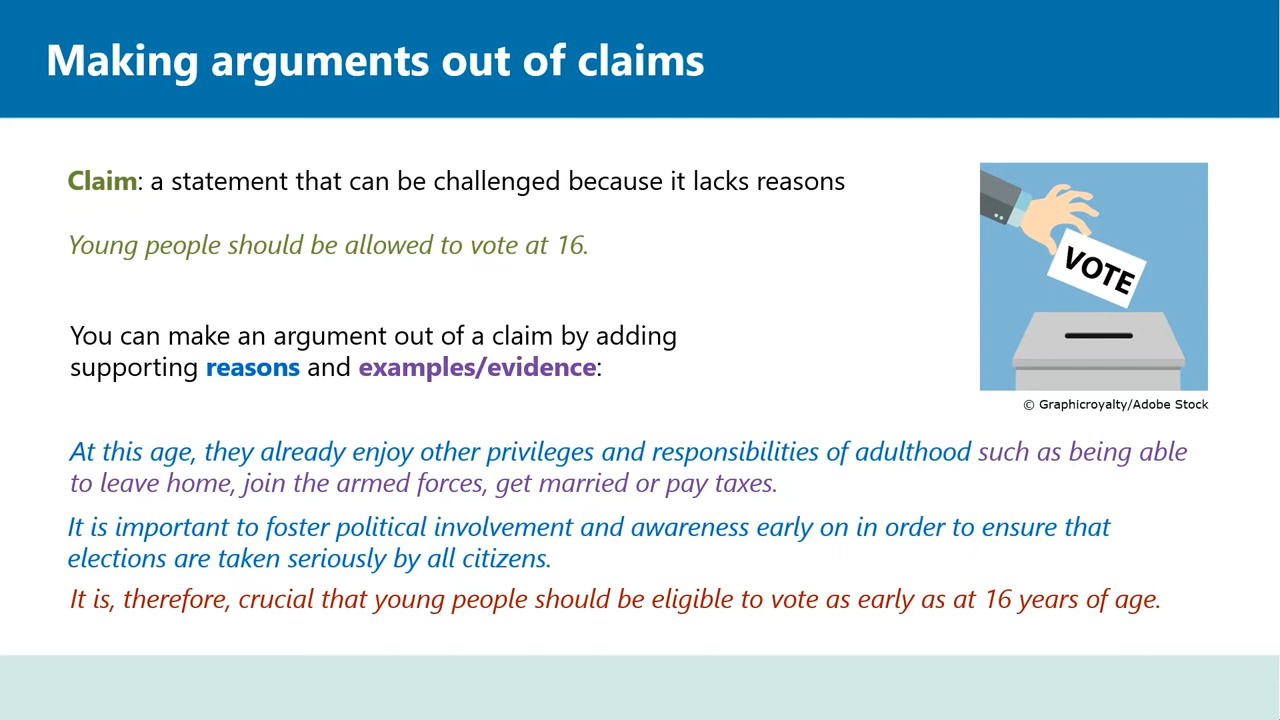 Making arguments out of claims
Claim: a statement that can be challenged because it lacks reasons
Young people should be allowed to vote at 16.
VOTE
You can make an argument out of a claim by adding
supporting reasons and examples/evidence:
© Graphicroyalty/Adobe Stock
At this age, they already enjoy other privileges and responsibilities of adulthood such as being able
to leave home, join the armed forces, get married or pay taxes.
It is important to foster political involvement and awareness early on in order to ensure that
elections are taken seriously by all citizens.
It is, therefore, crucial that young people should be eligible to vote as early as at 16 years of age.